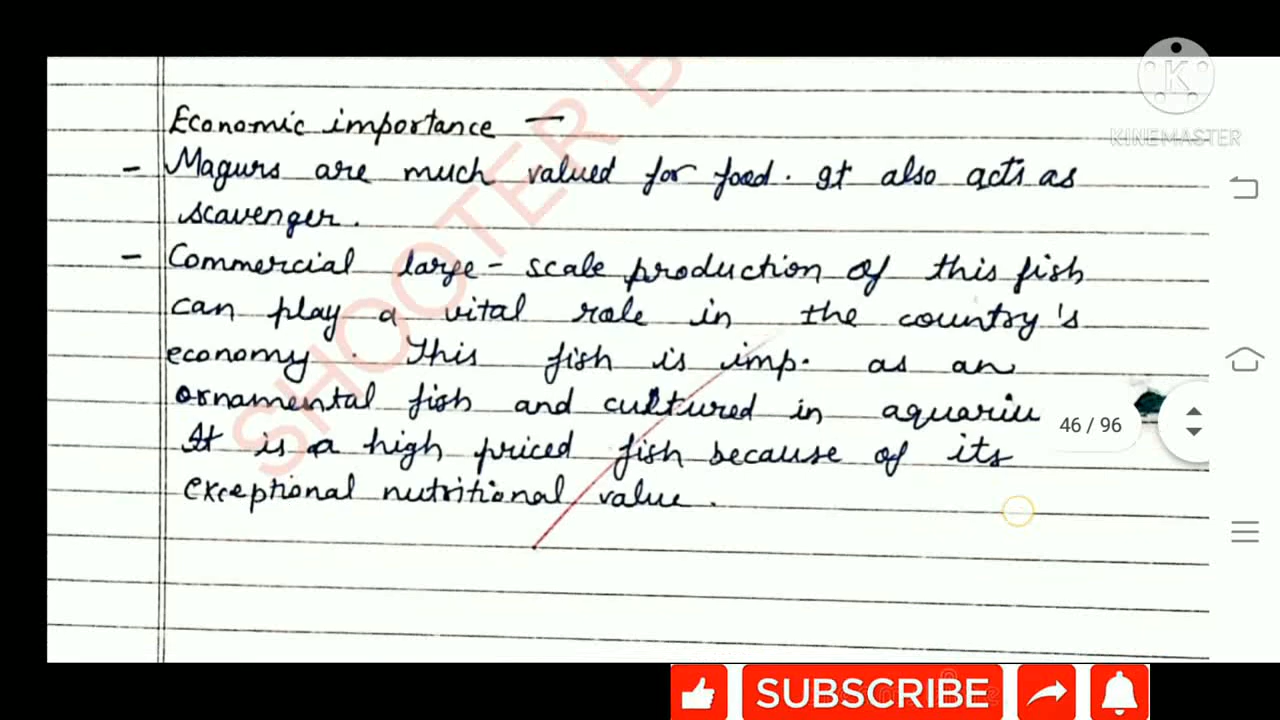 KINEMASTER
Economic importance —
- Magurs are much valued for food. It also acts as
scavenger.
- Commercial large-scale production of this fish
can play a vital role in the country's
economy. This fish is imp. as an
ornamental fish and cultured in aquariu
It is a high priced fish because of its
exceptional nutritional value.
SHOOTER B
46 / 96
SUBSCRIBE